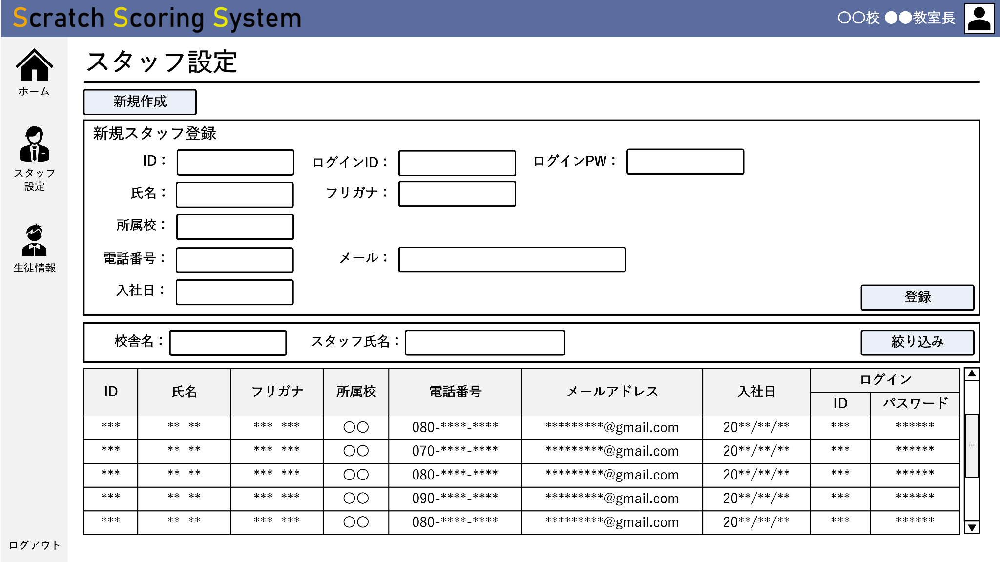 Scratch Scoring System
〇〇校 ●●教室長
ホーム
スタッフ
設定
生徒情報
ログアウト
スタッフ設定
新規作成
新規スタッフ登録
ID： ログインID： ログインPW：
氏名： フリガナ：
所属校：
電話番号： メール：
入社日：
登録
校舎名： スタッフ氏名： 絞り込み
ID 氏名 フリガナ 所属校 電話番号 メールアドレス 入社日 ログイン
ID パスワード
*** ** ** *** *** 〇〇 080-****-**** *********@gmail.com 20**/**/** *** ******
*** ** ** *** *** 〇〇 070-****-**** *********@gmail.com 20**/**/** *** ******
*** ** ** *** *** 〇〇 080-****-**** *********@gmail.com 20**/**/** *** ******
*** ** ** *** *** 〇〇 090-****-**** *********@gmail.com 20**/**/** *** ******
*** ** ** *** *** 〇〇 080-****-**** *********@gmail.com 20**/**/** *** ******